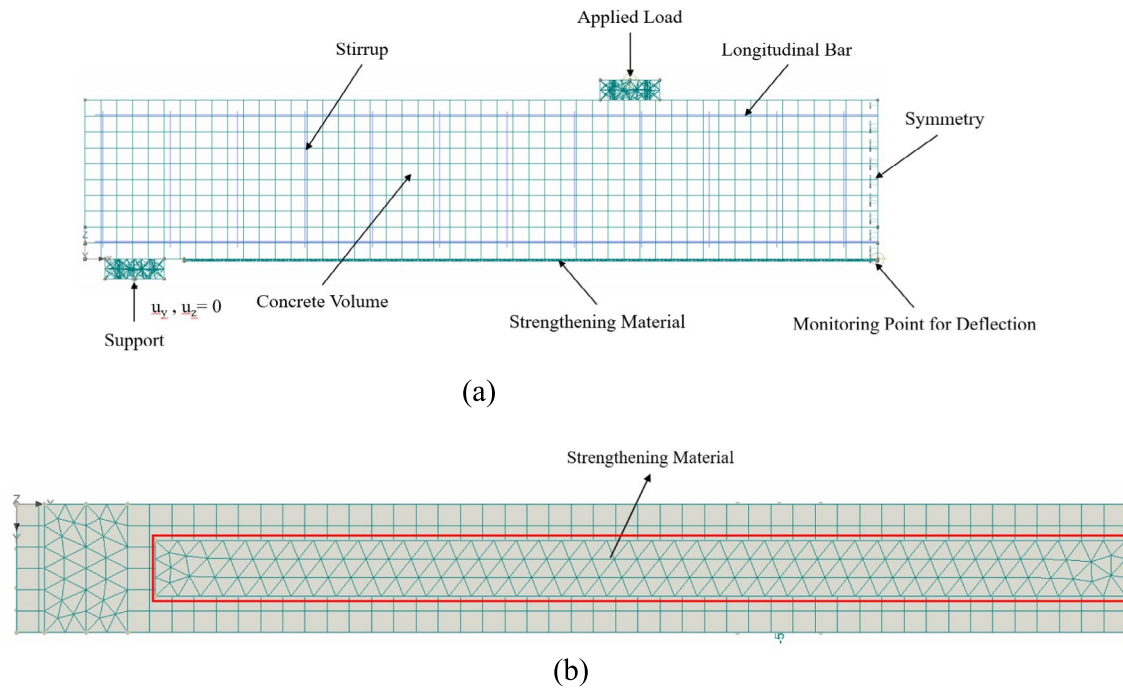 Applied Load
Stirrup
Longitudinal Bar
Symmetry
Z
Y
X
uy , uz= 0
Concrete Volume
Strengthening Material
Monitoring Point for Deflection
Support
(a)
Strengthening Material
Z
X
Y
-5
(b)